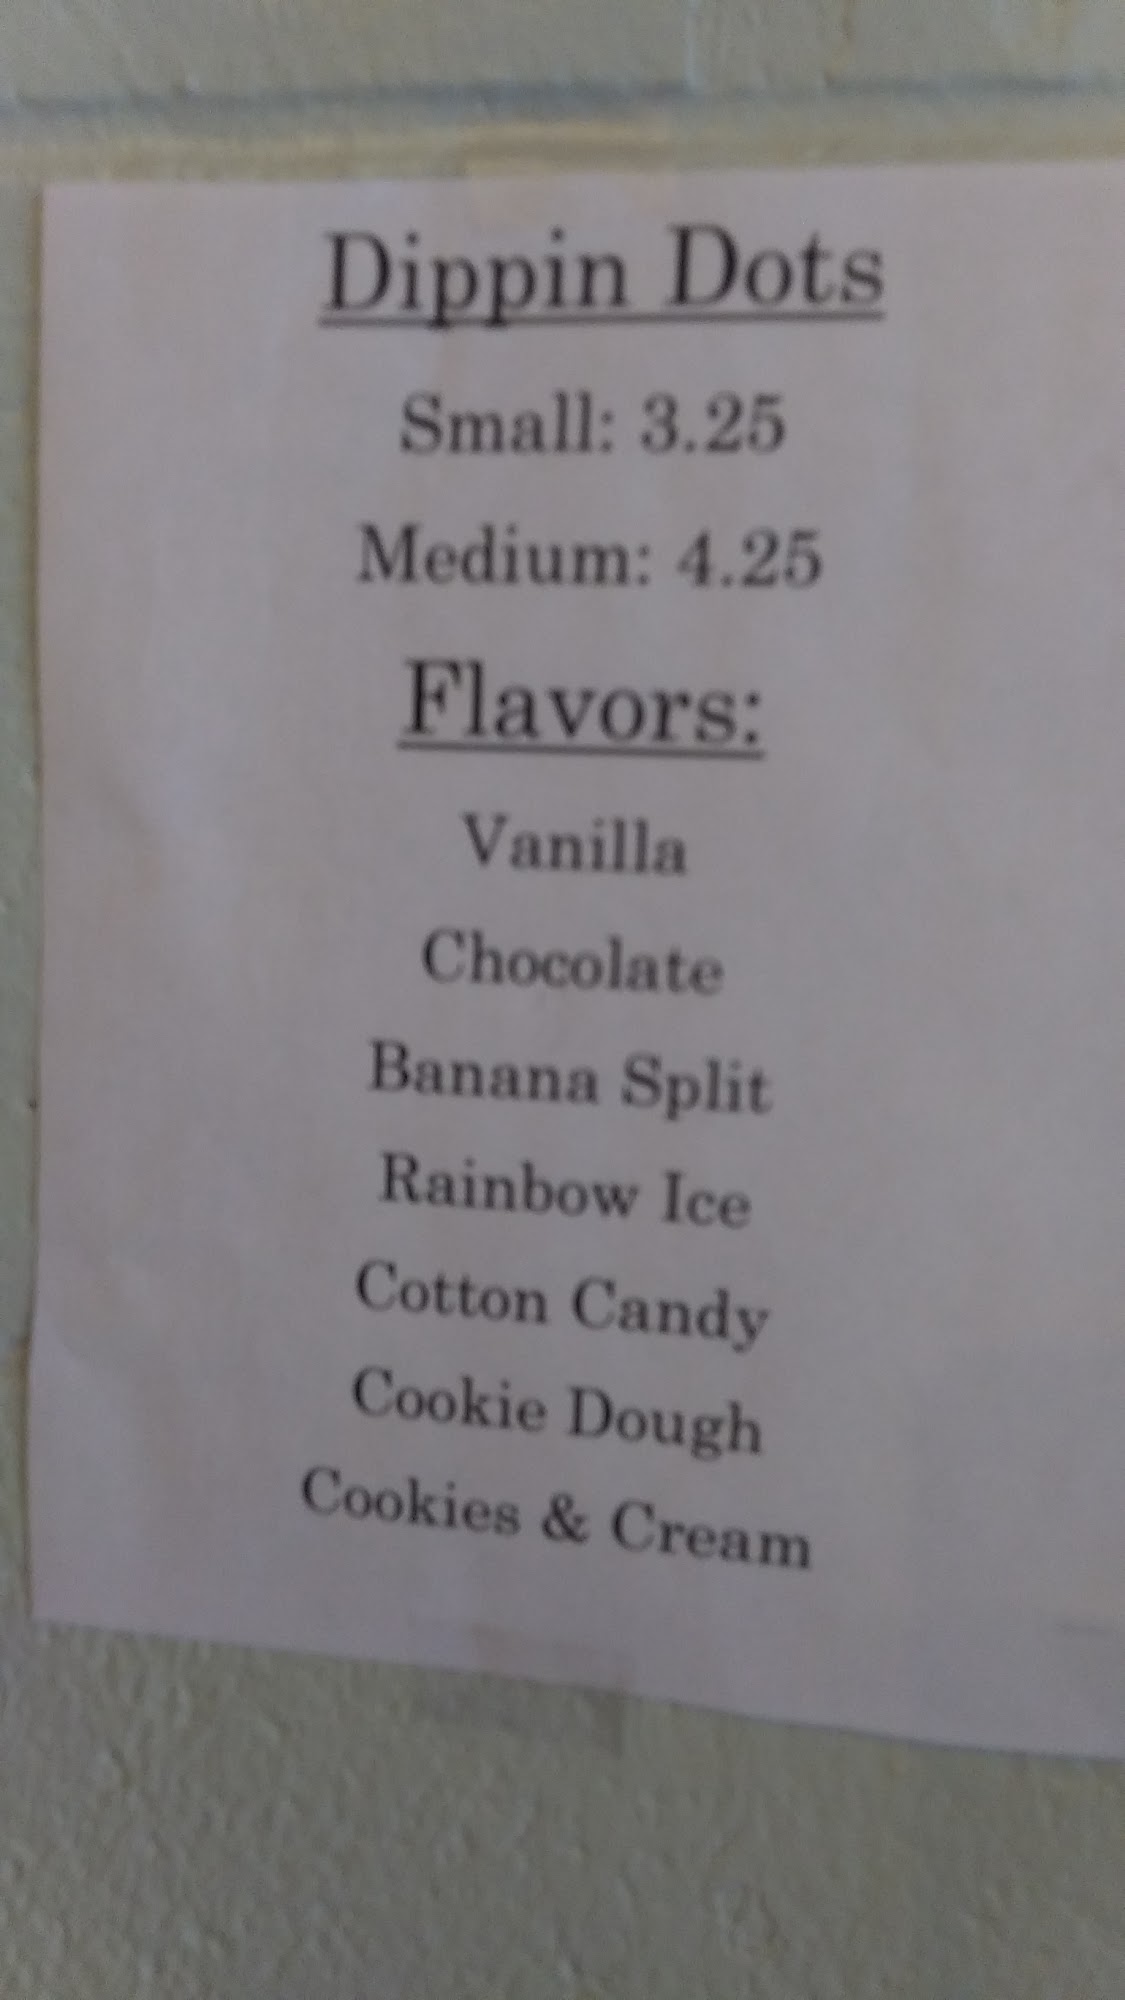 Dippin Dots
Small: 3.25
Medium: 4.25
Flavors:
Vanilla
Chocolate
Banana Split
Rainbow Ice
Cotton Candy
Cookie Dough
Cookies & Cream